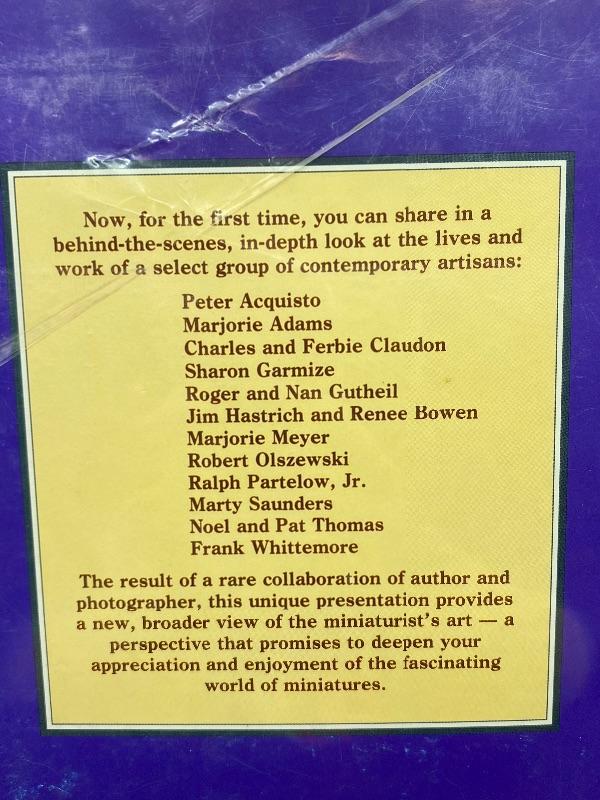 Now, for the first time, you can share in a
behind-the-scenes, in-depth look at the lives and
work of a select group of contemporary artisans:
Peter Acquisto
Marjorie Adams
Charles and Ferbie Claudon
Sharon Garmize
Roger and Nan Gutheil
Jim Hastrich and Renee Bowen
Marjorie Meyer
Robert Olszewski
Ralph Partelow, Jr.
Marty Saunders
Noel and Pat Thomas
Frank Whittemore
The result of a rare collaboration of author and
photographer, this unique presentation provides
a new, broader view of the miniaturist's art — a
perspective that promises to deepen your
appreciation and enjoyment of the fascinating
world of miniatures.